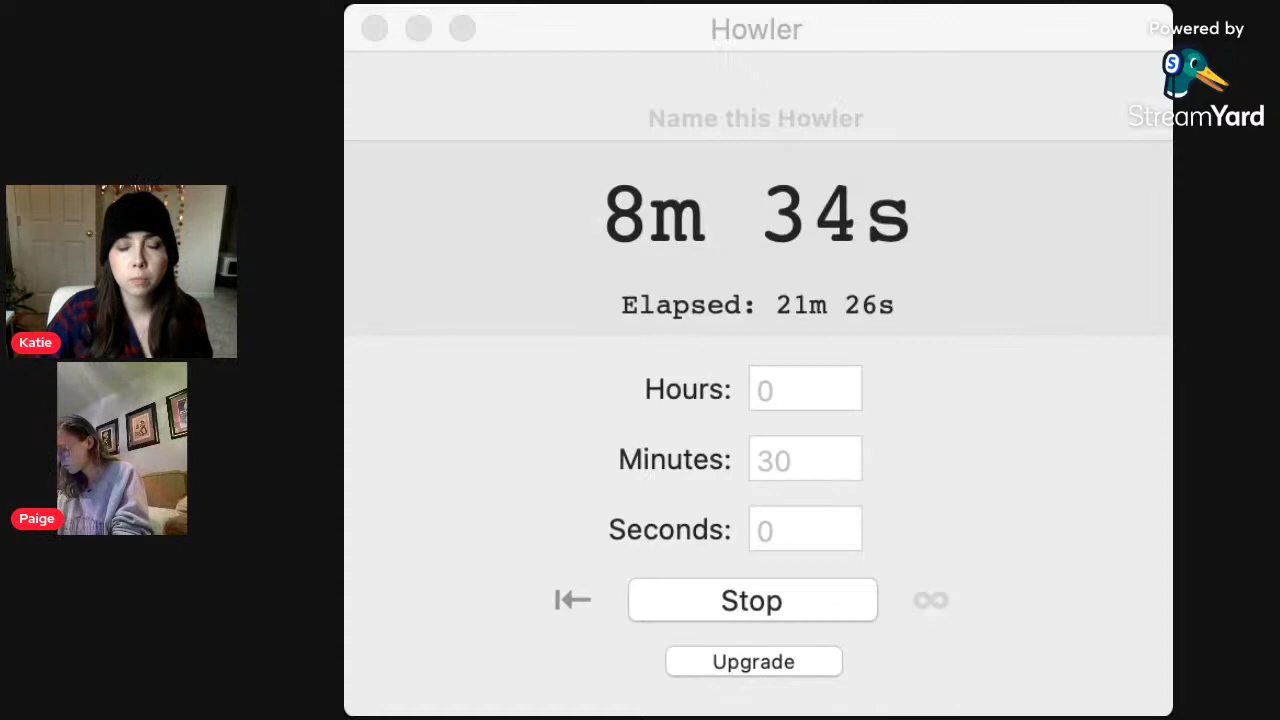 Howler
Powered by
StreamYard
Name this Howler
8m 34s
Elapsed: 21m 26s
Hours: 0
Minutes: 30
Seconds: 0
Stop
Upgrade
Katie
Paige